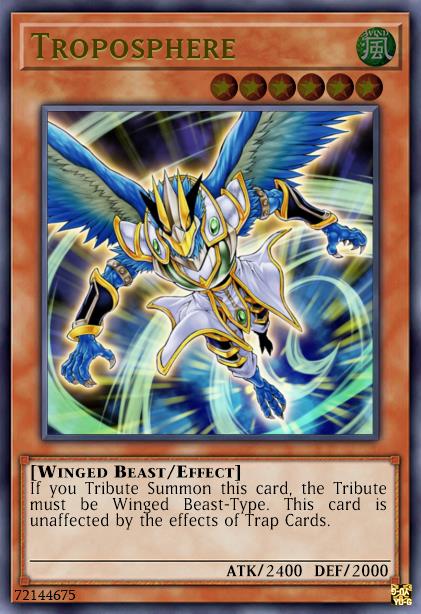 TROPOSPHERE
WIND
風
[WINGED BEAST/EFFECT]
If you Tribute Summon this card, the Tribute
must be Winged Beast-Type. This card is
unaffected by the effects of Trap Cards.
ATK/2400 DEF/2000
72144675